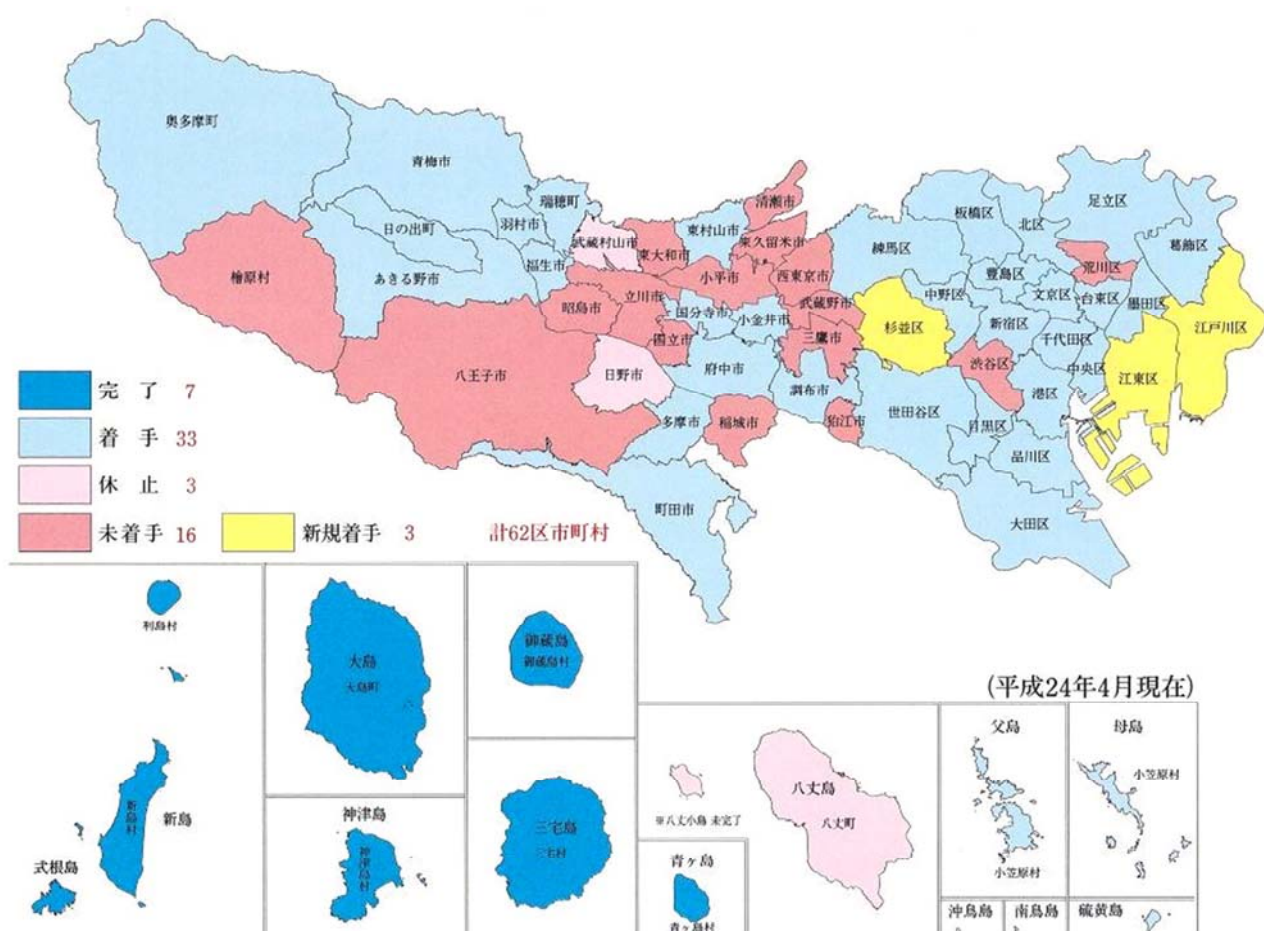 奥多摩町
青梅市
瑞穂町
羽村市
日の出町
福生市
あきる野市
檜原村
武蔵村山市
東大和市
東村山市
清瀬市
東久留米市
小平市
西東京市
昭島市
立川市
国分寺市
小金井市
武蔵野市
三鷹市
国立市
八王子市
日野市
府中市
調布市
多摩市
稲城市
狛江市
町田市
板橋区
北区
足立区
葛飾区
練馬区
豊島区
荒川区
中野区
文京区
台東区
墨田区
杉並区
新宿区
千代田区
江戸川区
渋谷区
中央区
江東区
港区
世田谷区
目黒区
品川区
大田区
完了 7
着手 33
休止 3
未着手 16
新規着手 3
計62区市町村
(平成24年4月現在)
利島村
新島村
新島
式根島
大島
大島町
神津島
神津島村
御蔵島
御蔵島村
三宅島
三宅村
※八丈小島 未完了
八丈島
八丈町
青ヶ島
青ヶ島村
父島
小笠原村
母島
小笠原村
沖鳥島
南鳥島
硫黄島